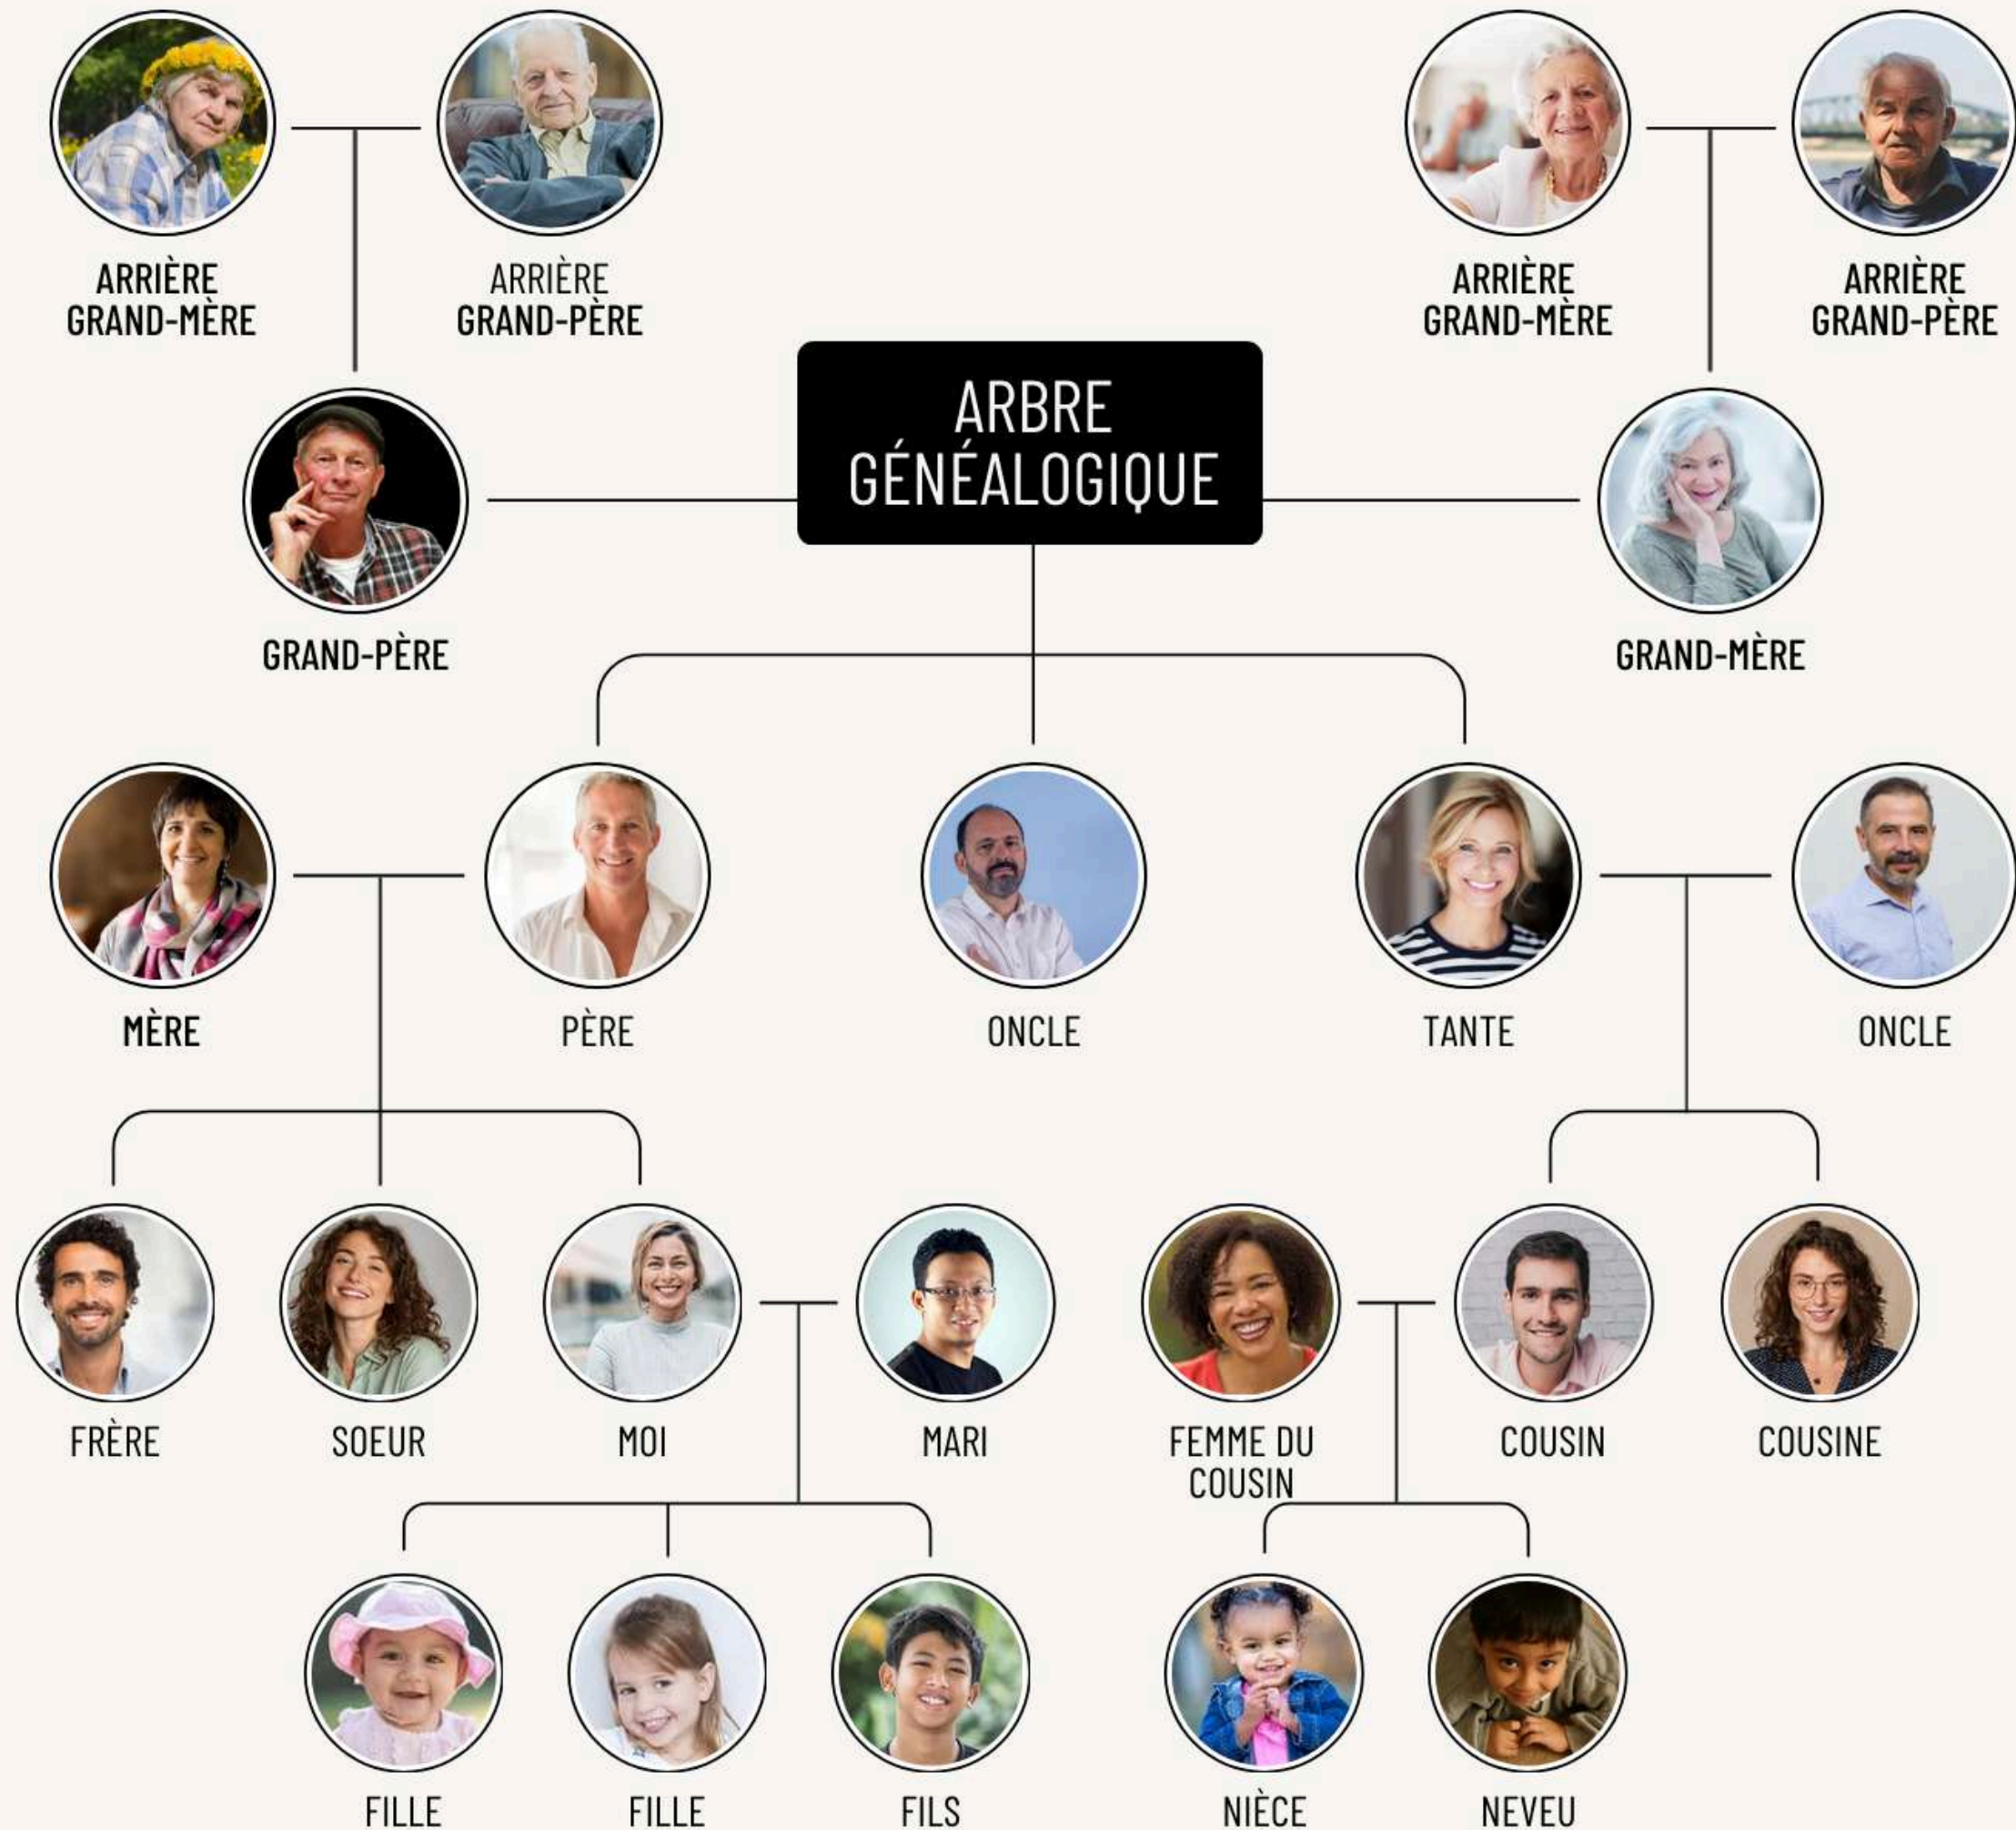 ARRIÈRE
GRAND-MÈRE
ARRIÈRE
GRAND-PÈRE
ARRIÈRE
GRAND-MÈRE
ARRIÈRE
GRAND-PÈRE
ARBRE
GÉNÉALOGIQUE
GRAND-PÈRE
GRAND-MÈRE
MÈRE
PÈRE
ONCLE
TANTE
ONCLE
FRÈRE
SOEUR
MOI
MARI
FEMME DU
COUSIN
COUSIN
COUSINE
FILLE
FILLE
FILS
NIÈCE
NEVEU